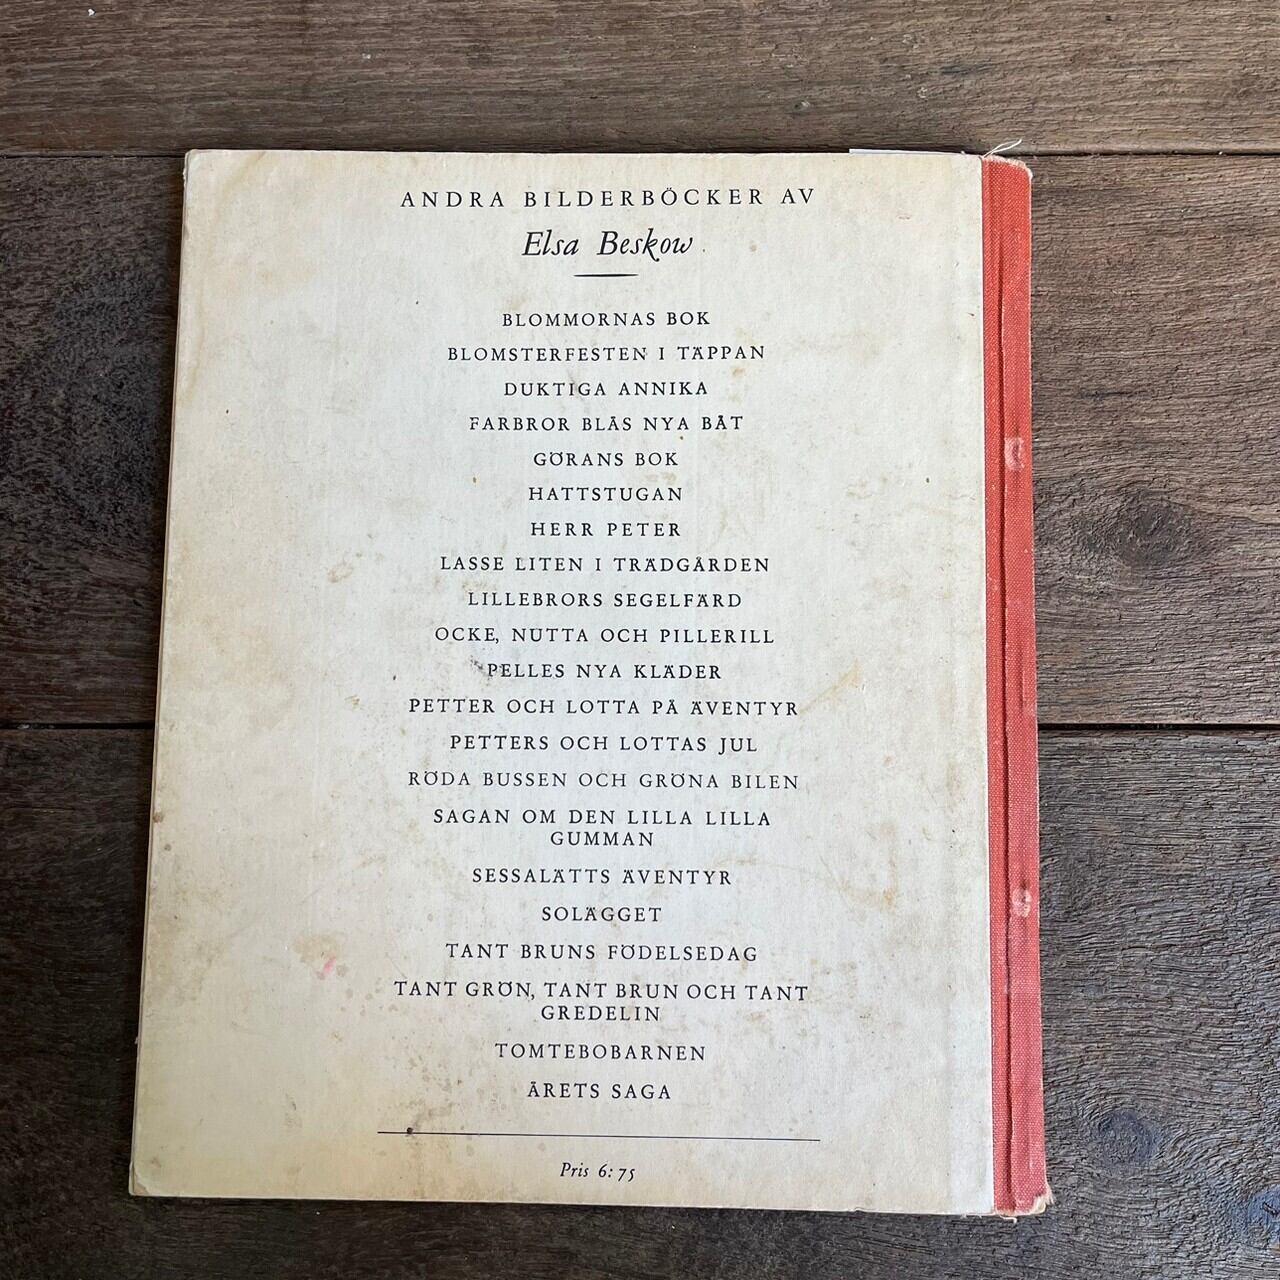 ANDRA BILDERBÖCKER AV
Elsa Beskow
BLOMMORNAS BOK
BLOMSTERFESTEN I TÄPPAN
DUKTIGA ANNIKA
FARBROR BLÅS NYA BÅT
GÖRANS BOK
HATTSTUGAN
HERR PETER
LASSE LITEN I TRÄDGÅRDEN
LILLEBRORS SEGELFÄRD
OCKE, NUTTA OCH PILLERILL
PELLES NYA KLÄDER
PETTER OCH LOTTA PÅ ÄVENTYR
PETTERS OCH LOTTAS JUL
RÖDA BUSSEN OCH GRÖNA BILEN
SAGAN OM DEN LILLA LILLA
GUMMAN
SESSALÄTTS ÄVENTYR
SOLÄGGET
TANT BRUNS FÖDELSEDAG
TANT GRÖN, TANT BRUN OCH TANT
GREDELIN
TOMTEBOBARNEN
ÅRETS SAGA
Pris 6:75